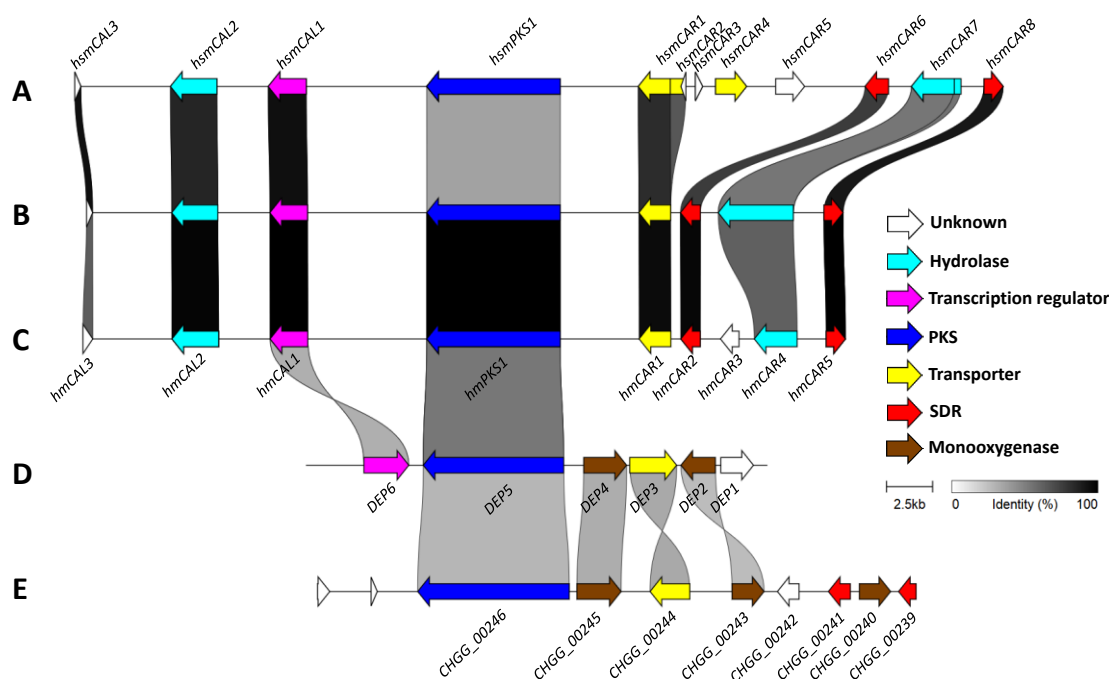 hsmCAL3
hsmCAL2
hsmCAL1
hsmPKS1
hsmCAR1
hsmCAR2
hsmCAR3
hsmCAR4
hsmCAR5
hsmCAR6
hsmCAR7
hsmCAR8
A
B
C
hmCAL3
hmCAL2
hmCAL1
hmPKS1
hmCAR1
hmCAR2
hmCAR3
hmCAR4
hmCAR5
D
DEP6
DEP5
DEP4
DEP3
DEP2
DEP1
E
CHGG_00246
CHGG_00245
CHGG_00244
CHGG_00243
CHGG_00242
CHGG_00241
CHGG_00240
CHGG_00239
Unknown
Hydrolase
Transcription regulator
PKS
Transporter
SDR
Monooxygenase
2.5kb
0 Identity (%) 100